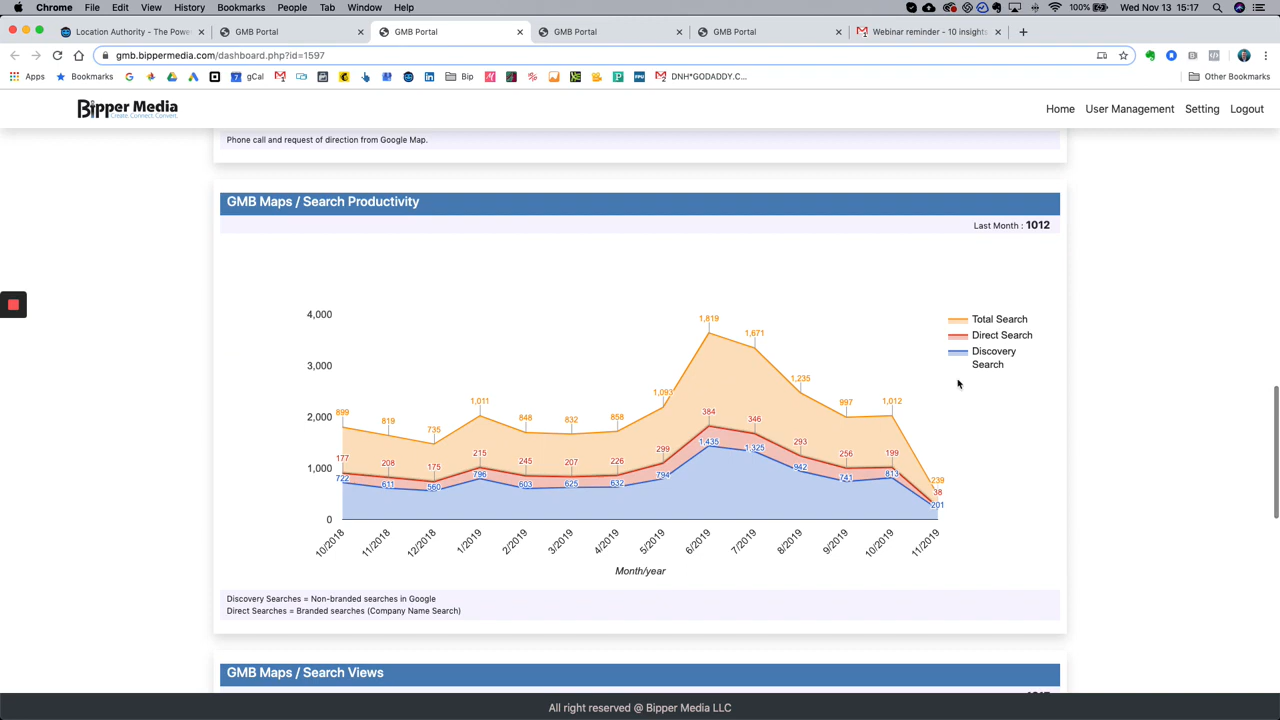 Chrome File Edit View History Bookmarks People Tab Window Help 100% Wed Nov 13 15:17
Location Authority - The Powe GMB Portal GMB Portal GMB Portal GMB Portal Webinar reminder - 10 insights
gmb.bippermedia.com/dashboard.php?id=1597
Apps Bookmarks gCal Bip DNH*GODADDY.C... Other Bookmarks
Bipper Media
Create. Connect. Convert.
Home User Management Setting Logout
Phone call and request of direction from Google Map.
GMB Maps / Search Productivity
Last Month : 1012
4,000
3,000
2,000
1,000
0
899 819 735 1,011 848 832 858 1,093 1,819 1,671 1,235 997 1,012 239
177 208 175 215 245 207 226 299 384 346 293 256 199 38
722 611 560 796 603 625 632 794 1,435 1,325 942 741 813 201
Total Search
Direct Search
Discovery
Search
10/2018 11/2018 12/2018 1/2019 2/2019 3/2019 4/2019 5/2019 6/2019 7/2019 8/2019 9/2019 10/2019 11/2019
Month/year
Discovery Searches = Non-branded searches in Google
Direct Searches = Branded searches (Company Name Search)
GMB Maps / Search Views
All right reserved @ Bipper Media LLC